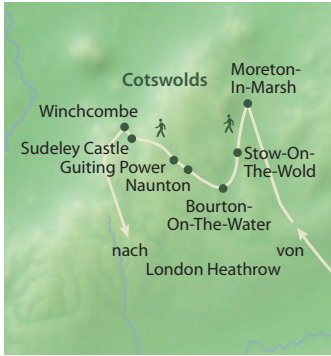 Cotswolds
Moreton-
In-Marsh
Winchcombe
Sudeley Castle
Guiting Power
Naunton
Stow-On-
The-Wold
Bourton-
On-The-Water
nach
von
London Heathrow